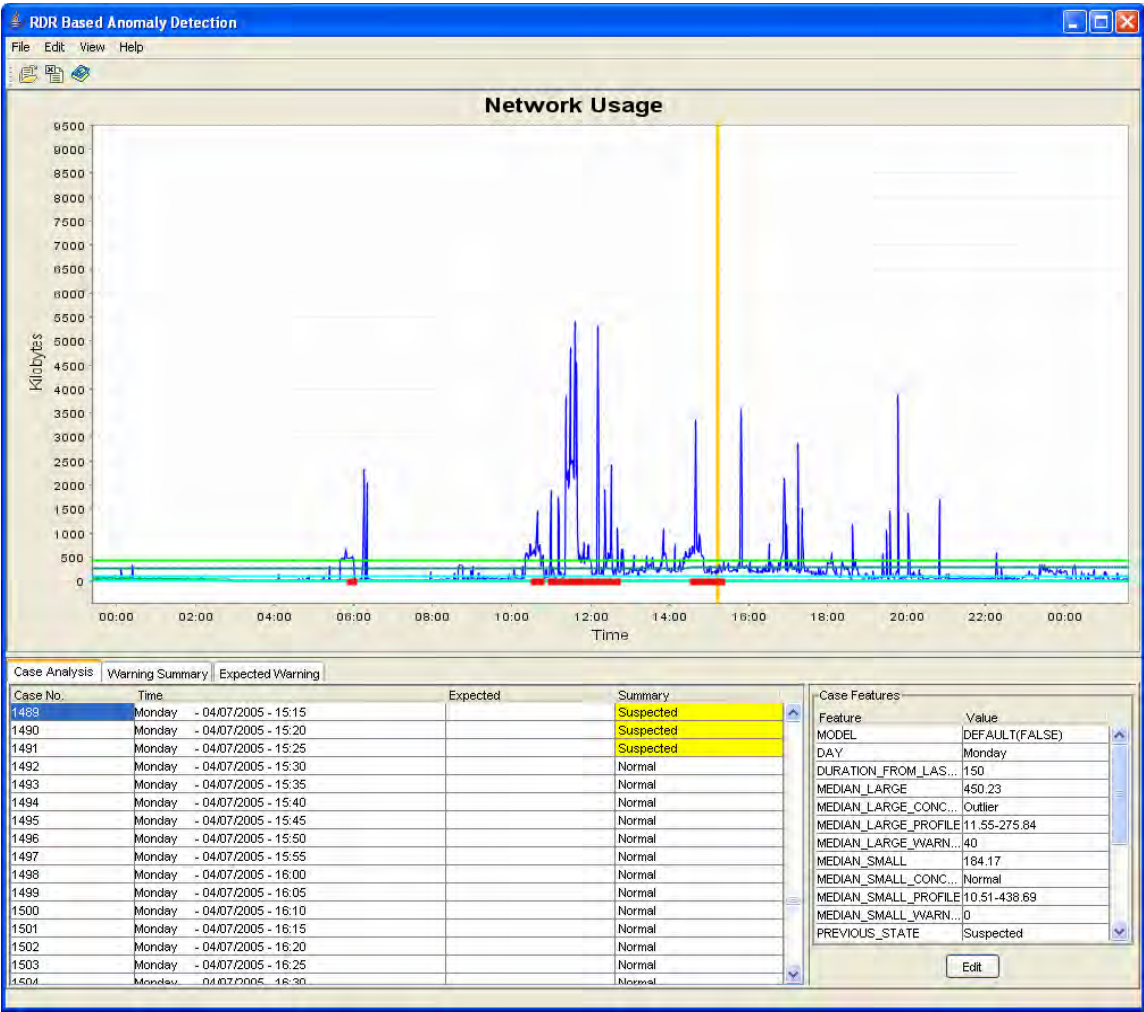 RDR Based Anomaly Detection
File Edit View Help
Network Usage
9500
9000
8500
8000
7500
7000
6500
6000
5500
5000
4500
4000
3500
3000
2500
2000
1500
1000
500
0
Kilobytes
00:00 02:00 04:00 06:00 08:00 10:00 12:00 14:00 16:00 18:00 20:00 22:00 00:00
Time
Case Analysis Warning Summary Expected Warning
Case No. Time Expected Summary
1489 Monday - 04/07/2005 - 15:15 Suspected
1490 Monday - 04/07/2005 - 15:20 Suspected
1491 Monday - 04/07/2005 - 15:25 Suspected
1492 Monday - 04/07/2005 - 15:30 Normal
1493 Monday - 04/07/2005 - 15:35 Normal
1494 Monday - 04/07/2005 - 15:40 Normal
1495 Monday - 04/07/2005 - 15:45 Normal
1496 Monday - 04/07/2005 - 15:50 Normal
1497 Monday - 04/07/2005 - 15:55 Normal
1498 Monday - 04/07/2005 - 16:00 Normal
1499 Monday - 04/07/2005 - 16:05 Normal
1500 Monday - 04/07/2005 - 16:10 Normal
1501 Monday - 04/07/2005 - 16:15 Normal
1502 Monday - 04/07/2005 - 16:20 Normal
1503 Monday - 04/07/2005 - 16:25 Normal
1504 Monday - 04/07/2005 - 16:30 Normal
Case Features
Feature Value
MODEL DEFAULT(FALSE)
DAY Monday
DURATION_FROM_LAS... 150
MEDIAN_LARGE 450.23
MEDIAN_LARGE_CONC... Outlier
MEDIAN_LARGE_PROFILE 11.55-275.84
MEDIAN_LARGE_WARN... 40
MEDIAN_SMALL 184.17
MEDIAN_SMALL_CONC... Normal
MEDIAN_SMALL_PROFILE 10.51-438.69
MEDIAN_SMALL_WARN... 0
PREVIOUS_STATE Suspected
Edit